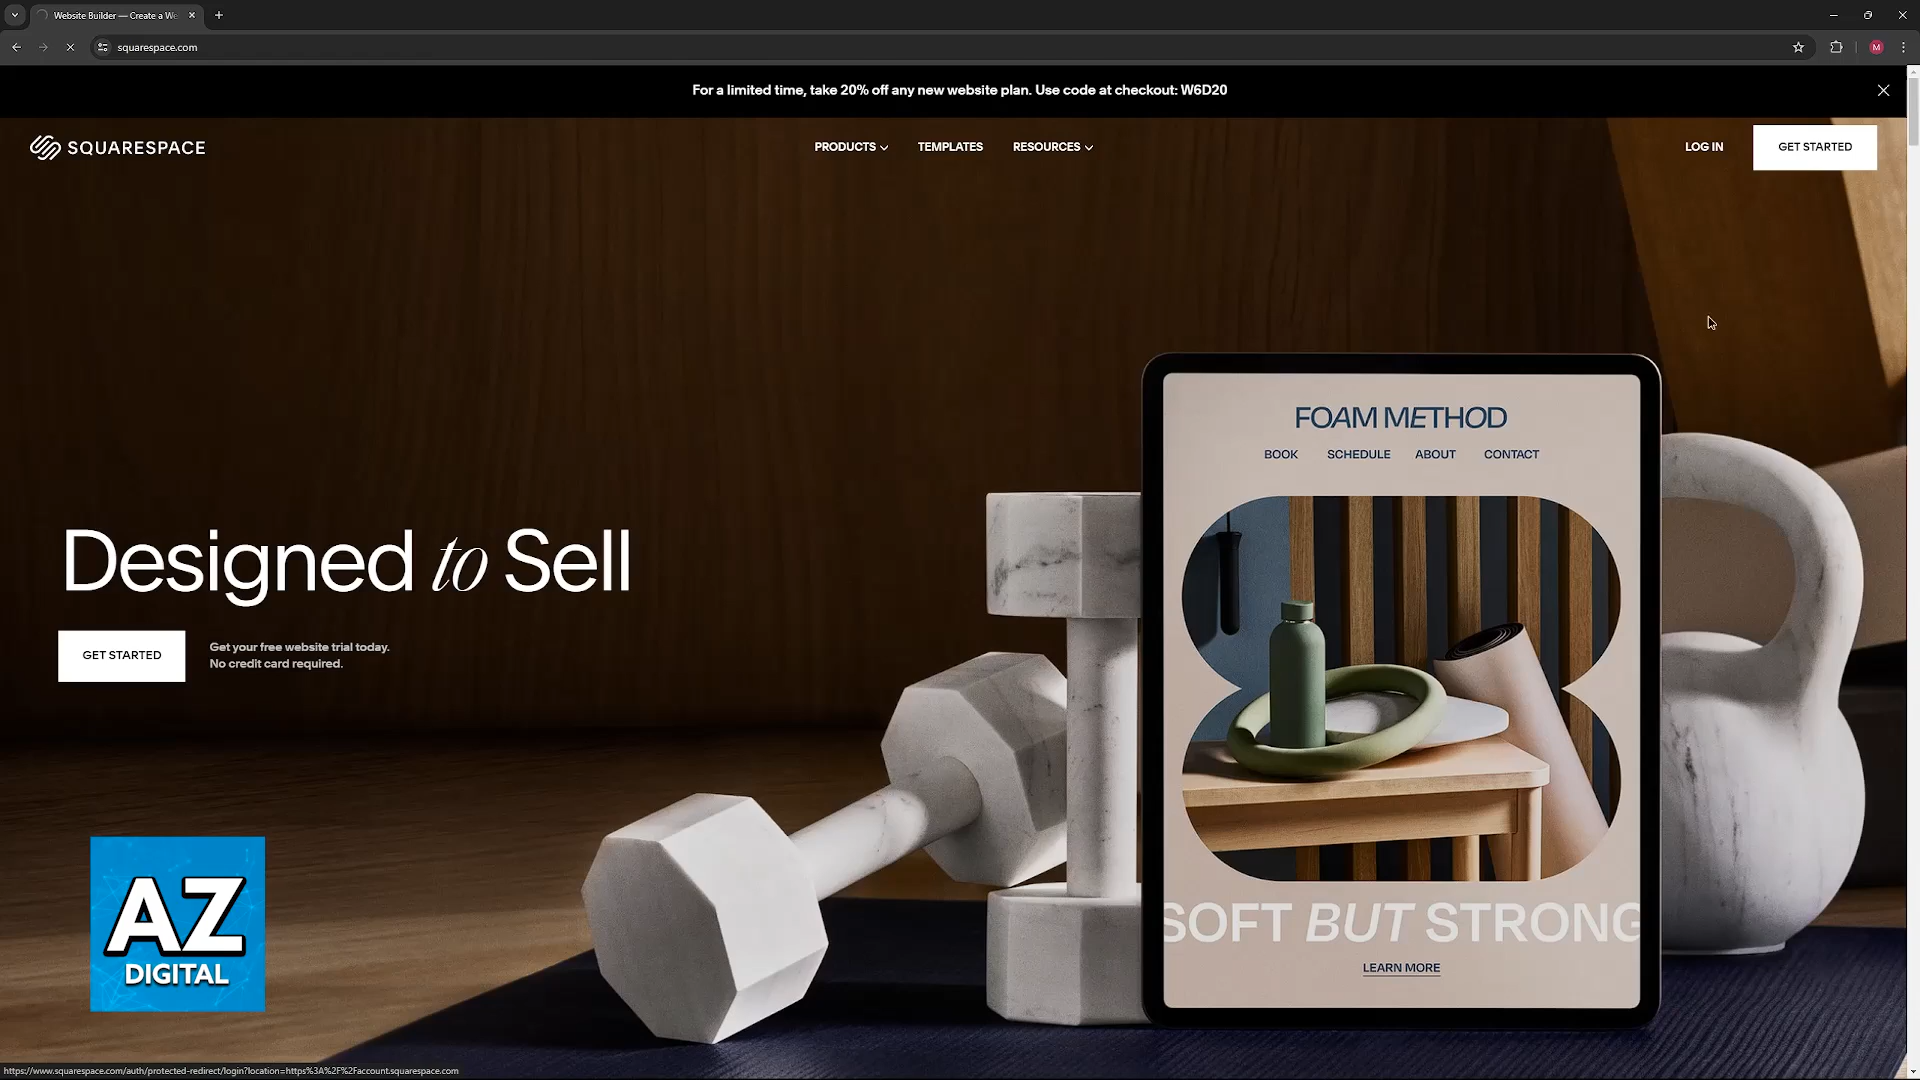 Website Builder — Create a We
squarespace.com
M
For a limited time, take 20% off any new website plan. Use code at checkout: W6D20
SQUARESPACE
PRODUCTS
TEMPLATES
RESOURCES
LOG IN
GET STARTED
FOAM METHOD
BOOK SCHEDULE ABOUT CONTACT
Designed to Sell
GET STARTED
Get your free website trial today.
No credit card required.
SOFT BUT STRONG
LEARN MORE
AZ
DIGITAL
https://www.squarespace.com/auth/protected-redirect/login?location=https%3A%2F%2Faccount.squarespace.com